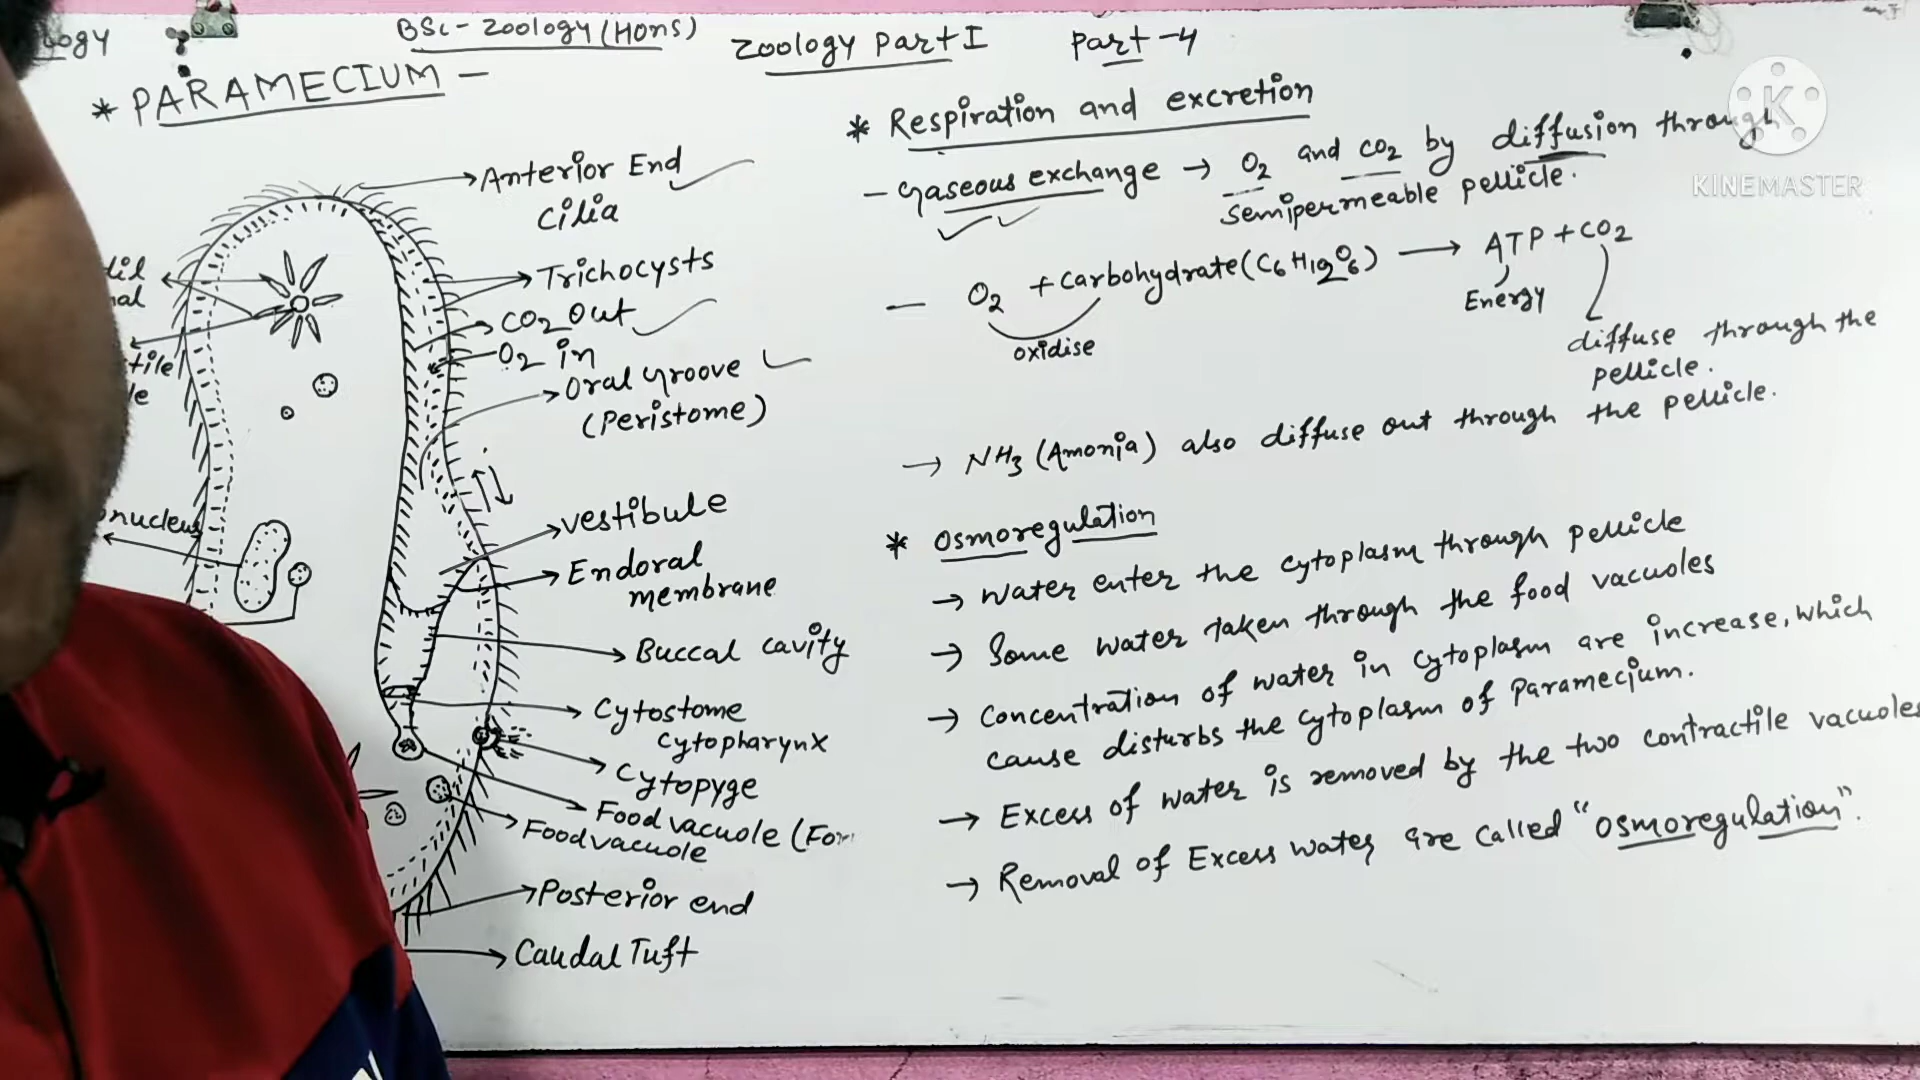 logy
BSc- Zoology (Hons)
Zoology Part I
Part -4
* PARAMECIUM -
Anterior End
Cilia
Trichocysts
CO2 Out
O2 in
Oral Groove
(Peristome)
nucleus
Vestibule
Endoral
membrane
Buccal cavity
Cytostome
Cytopharynx
Cytopyge
Food vacuole (For
Food vacuole
Posterior end
Caudal Tuft
* Respiration and excretion
- Gaseous exchange → O2 and CO2 by diffusion through
Semipermeable pellicle.
- O2 + Carbohydrate (C6H12O6) → ATP + CO2
oxidise
Energy
diffuse through the
pellicle.
→ NH3 (Amonia) also diffuse out through the pellicle.
* Osmoregulation
→ Water enter the cytoplasm through pellicle
→ Some water taken through the food vacuoles
→ Concentration of water in cytoplasm are increase, which
cause disturbs the cytoplasm of Paramecium.
→ Excess of water is removed by the two contractile vacuoles
→ Removal of Excess water are called "Osmoregulation".
KINEMASTER